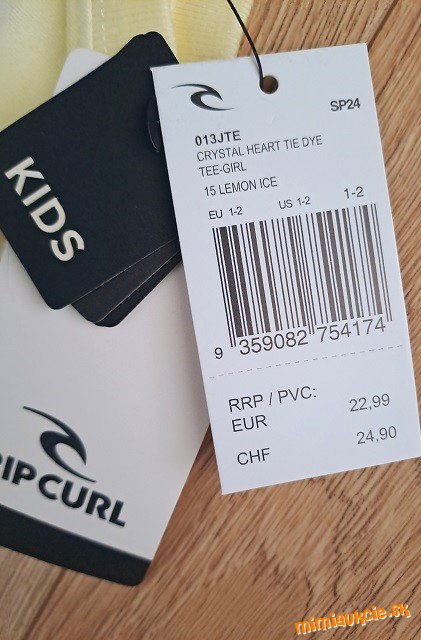 SP24
013JTE
CRYSTAL HEART TIE DYE
TEE-GIRL
15 LEMON ICE
EU 1-2 US 1-2 1-2
9 359082 754174
RRP / PVC:
EUR 22,99
CHF 24,90
KIDS
RIP CURL
mimiaukcie.sk